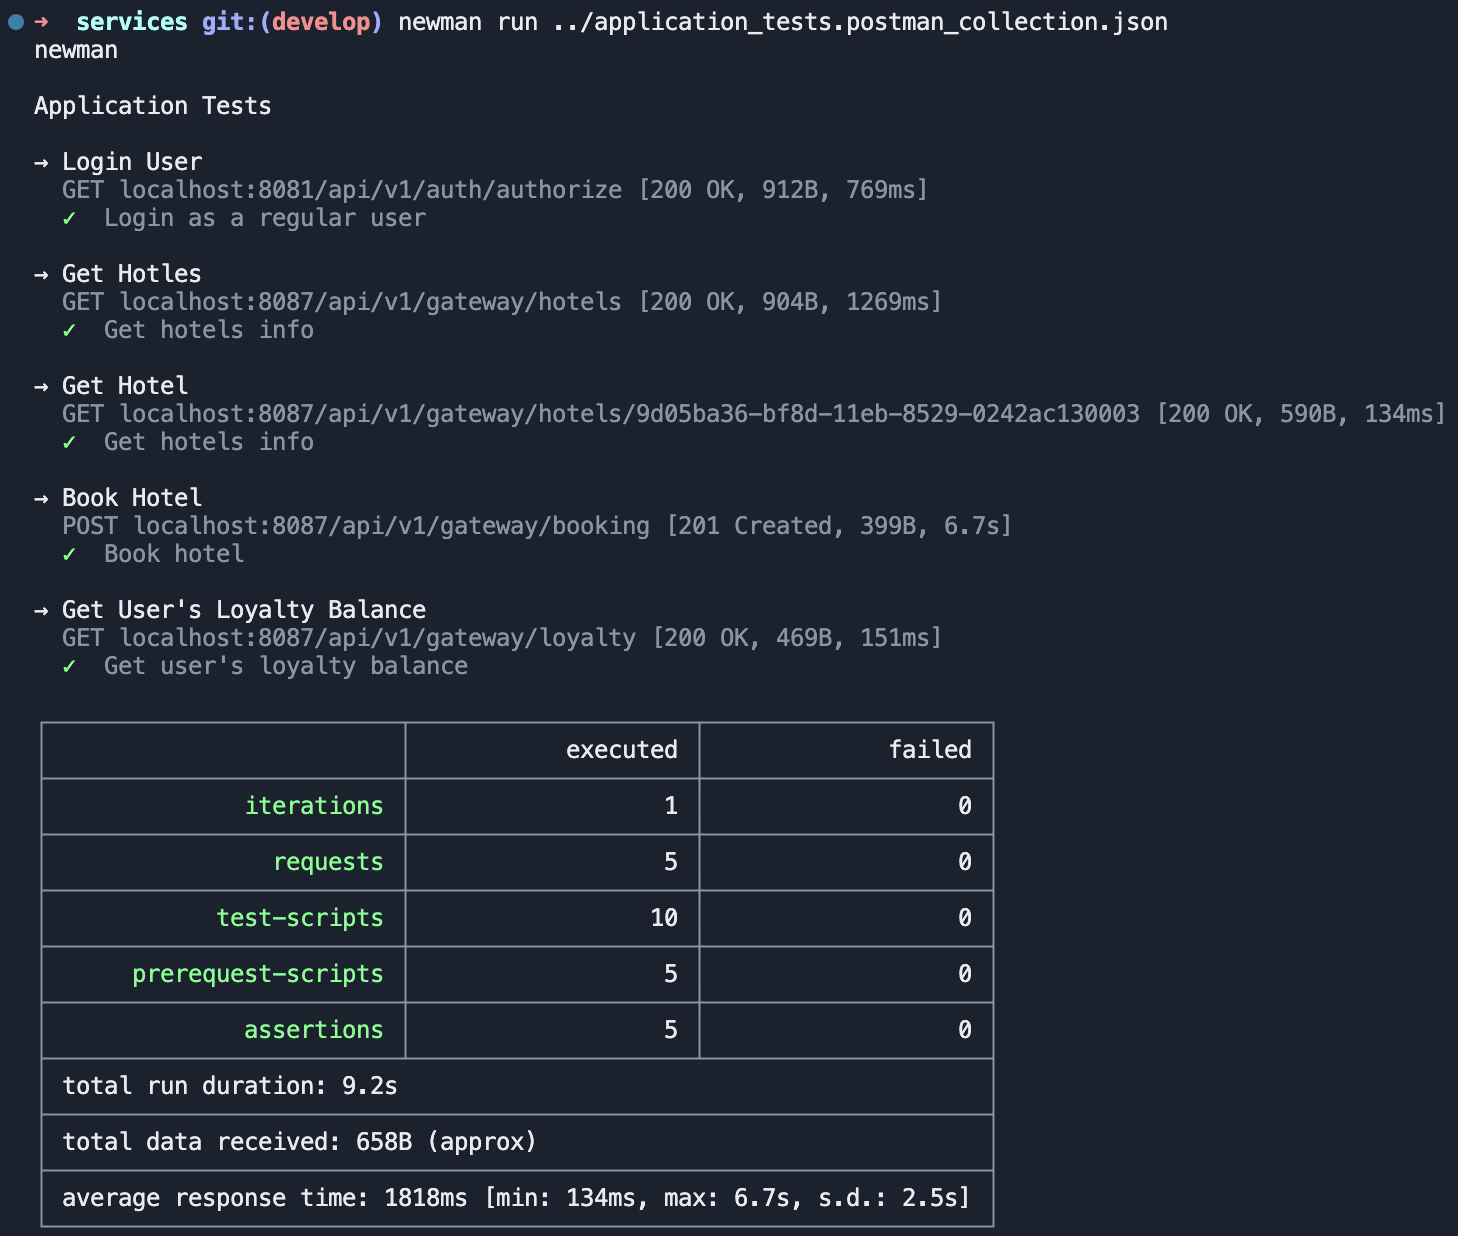 ➜ services git:(develop) newman run ../application_tests.postman_collection.json
newman
Application Tests
→ Login User
GET localhost:8081/api/v1/auth/authorize [200 OK, 912B, 769ms]
✓ Login as a regular user
→ Get Hotles
GET localhost:8087/api/v1/gateway/hotels [200 OK, 904B, 1269ms]
✓ Get hotels info
→ Get Hotel
GET localhost:8087/api/v1/gateway/hotels/9d05ba36-bf8d-11eb-8529-0242ac130003 [200 OK, 590B, 134ms]
✓ Get hotels info
→ Book Hotel
POST localhost:8087/api/v1/gateway/booking [201 Created, 399B, 6.7s]
✓ Book hotel
→ Get User's Loyalty Balance
GET localhost:8087/api/v1/gateway/loyalty [200 OK, 469B, 151ms]
✓ Get user's loyalty balance
executed failed
iterations 1 0
requests 5 0
test-scripts 10 0
prerequest-scripts 5 0
assertions 5 0
total run duration: 9.2s
total data received: 658B (approx)
average response time: 1818ms [min: 134ms, max: 6.7s, s.d.: 2.5s]